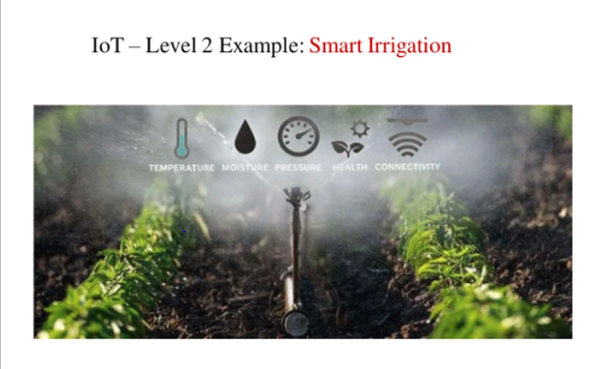 IoT – Level 2 Example: Smart Irrigation
TEMPERATURE MOISTURE PRESSURE HEALTH CONNECTIVITY